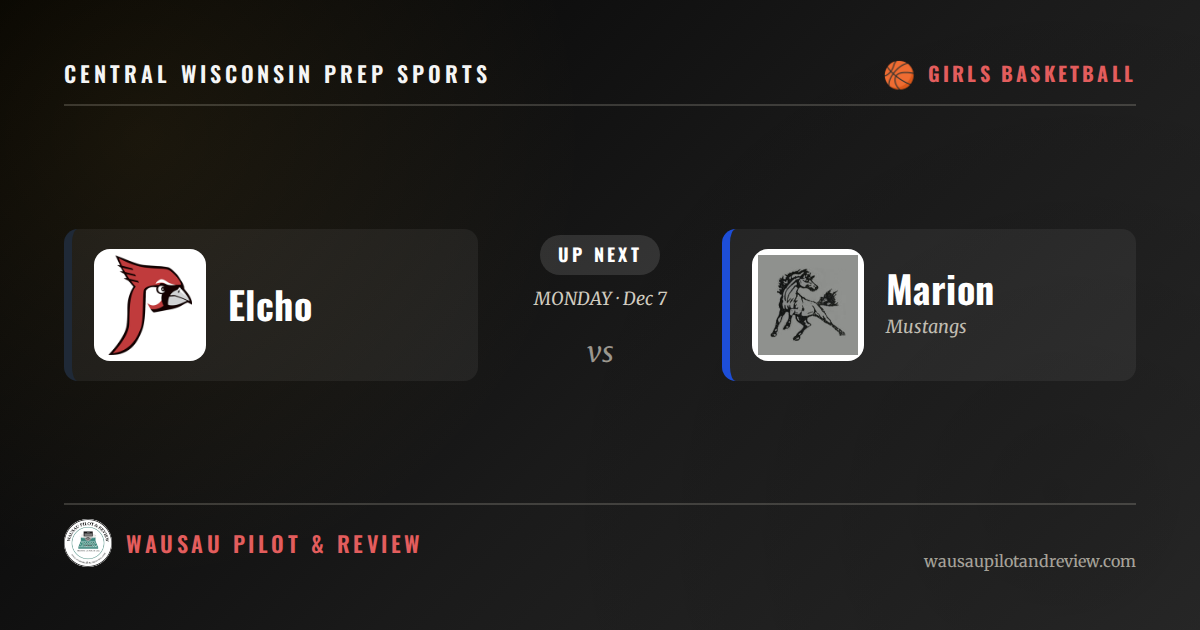 CENTRAL WISCONSIN PREP SPORTS
GIRLS BASKETBALL
Elcho
UP NEXT
MONDAY · Dec 7
vs
Marion
Mustangs
WAUSAU PILOT & REVIEW
wausaupilotandreview.com